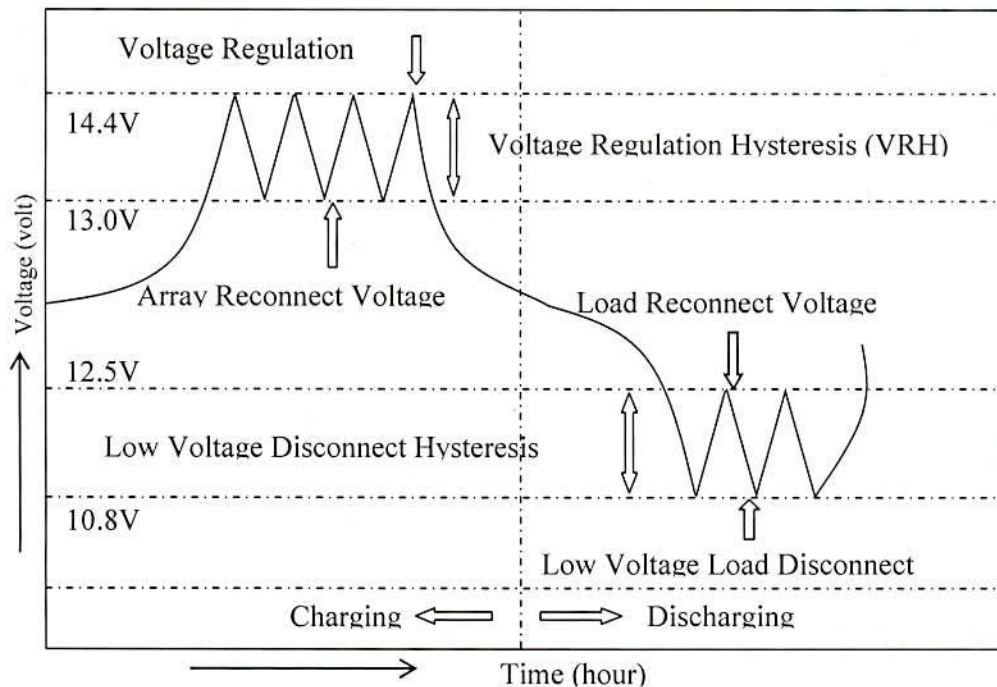 Voltage Regulation
14.4V
Voltage Regulation Hysteresis (VRH)
13.0V
Array Reconnect Voltage
Load Reconnect Voltage
12.5V
Low Voltage Disconnect Hysteresis
10.8V
Low Voltage Load Disconnect
Charging
Discharging
Voltage (volt)
Time (hour)